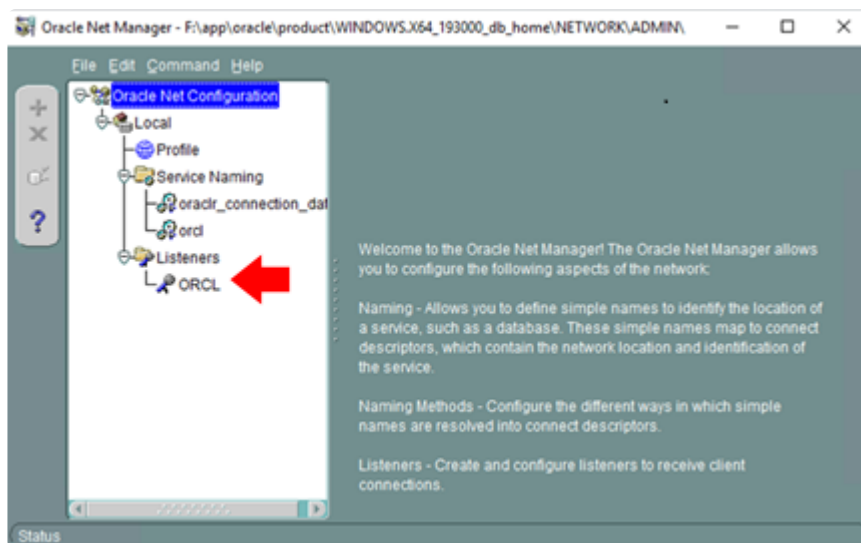 Oracle Net Manager - F:\app\oracle\product\WINDOWS.X64_193000_db_home\NETWORK\ADMIN\
File Edit Command Help
Oracle Net Configuration
Local
Profile
Service Naming
oraclr_connection_dat
orcl
Listeners
ORCL
Welcome to the Oracle Net Manager! The Oracle Net Manager allows
you to configure the following aspects of the network:
Naming - Allows you to define simple names to identify the location of
a service, such as a database. These simple names map to connect
descriptors, which contain the network location and identification of
the service.
Naming Methods - Configure the different ways in which simple
names are resolved into connect descriptors.
Listeners - Create and configure listeners to receive client
connections.
Status